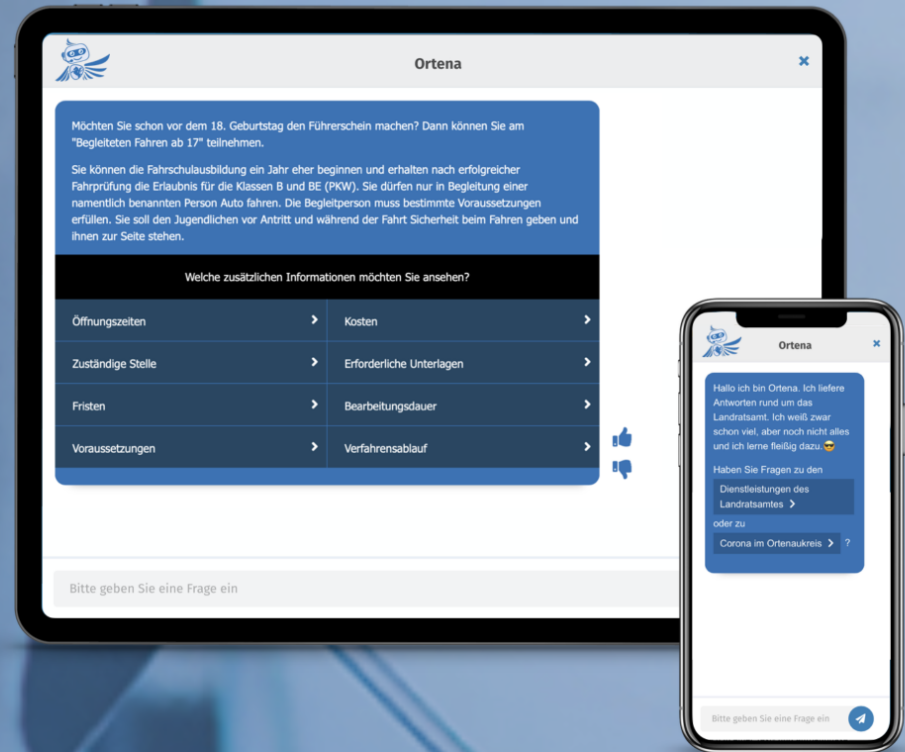 Ortena
Möchten Sie schon vor dem 18. Geburtstag den Führerschein machen? Dann können Sie am
"Begleiteten Fahren ab 17" teilnehmen.
Sie können die Fahrschulausbildung ein Jahr eher beginnen und erhalten nach erfolgreicher
Fahrprüfung die Erlaubnis für die Klassen B und BE (PKW). Sie dürfen nur in Begleitung einer
namentlich benannten Person Auto fahren. Die Begleitperson muss bestimmte Voraussetzungen
erfüllen. Sie soll den Jugendlichen vor Antritt und während der Fahrt Sicherheit beim Fahren geben und
ihnen zur Seite stehen.
Welche zusätzlichen Informationen möchten Sie ansehen?
Öffnungszeiten
Kosten
Zuständige Stelle
Erforderliche Unterlagen
Fristen
Bearbeitungsdauer
Voraussetzungen
Verfahrensablauf
Bitte geben Sie eine Frage ein
Ortena
Hallo ich bin Ortena. Ich liefere
Antworten rund um das
Landratsamt. Ich weiß zwar
schon viel, aber noch nicht alles
und ich lerne fleißig dazu.😎
Haben Sie Fragen zu den
Dienstleistungen des
Landratsamtes
oder zu
Corona im Ortenaukreis ?
Bitte geben Sie eine Frage ein